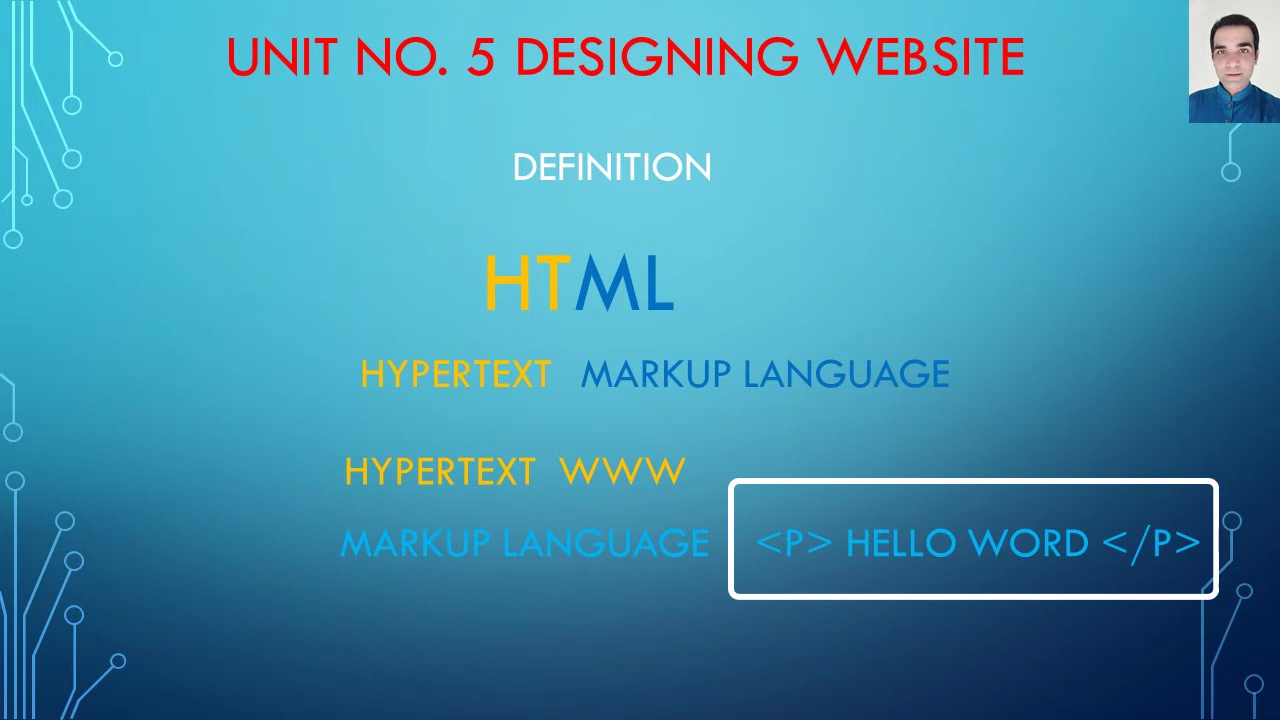 UNIT NO. 5 DESIGNING WEBSITE
DEFINITION
HTML
HYPERTEXT MARKUP LANGUAGE
HYPERTEXT WWW
MARKUP LANGUAGE <P> HELLO WORD </P>